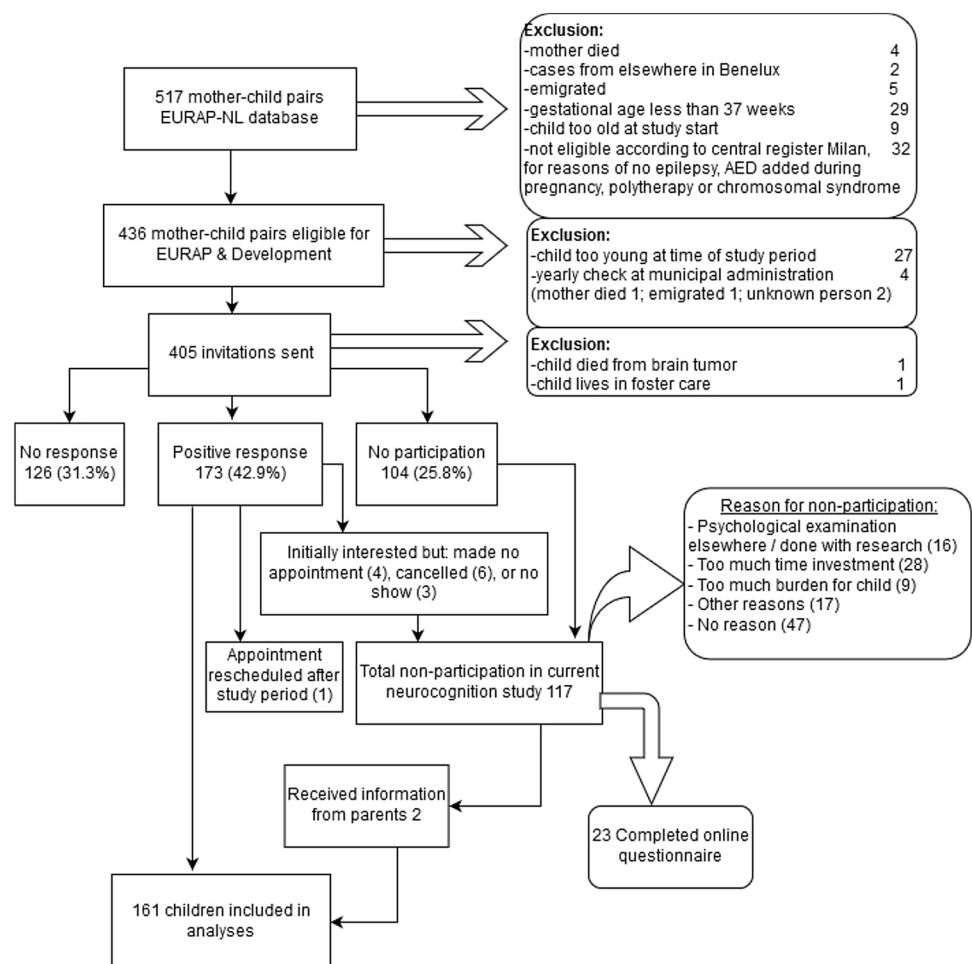 517 mother-child pairs
EURAP-NL database
Exclusion:
-mother died 4
-cases from elsewhere in Benelux 2
-emigrated 5
-gestational age less than 37 weeks 29
-child too old at study start 9
-not eligible according to central register Milan, 32
for reasons of no epilepsy, AED added during
pregnancy, polytherapy or chromosomal syndrome
436 mother-child pairs eligible for
EURAP & Development
Exclusion:
-child too young at time of study period 27
-yearly check at municipal administration 4
(mother died 1; emigrated 1; unknown person 2)
405 invitations sent
Exclusion:
-child died from brain tumor 1
-child lives in foster care 1
No response
126 (31.3%)
Positive response
173 (42.9%)
No participation
104 (25.8%)
Initially interested but: made no
appointment (4), cancelled (6), or no
show (3)
Reason for non-participation:
- Psychological examination
elsewhere / done with research (16)
- Too much time investment (28)
- Too much burden for child (9)
- Other reasons (17)
- No reason (47)
Appointment
rescheduled after
study period (1)
Total non-participation in current
neurocognition study 117
Received information
from parents 2
23 Completed online
questionnaire
161 children included in
analyses